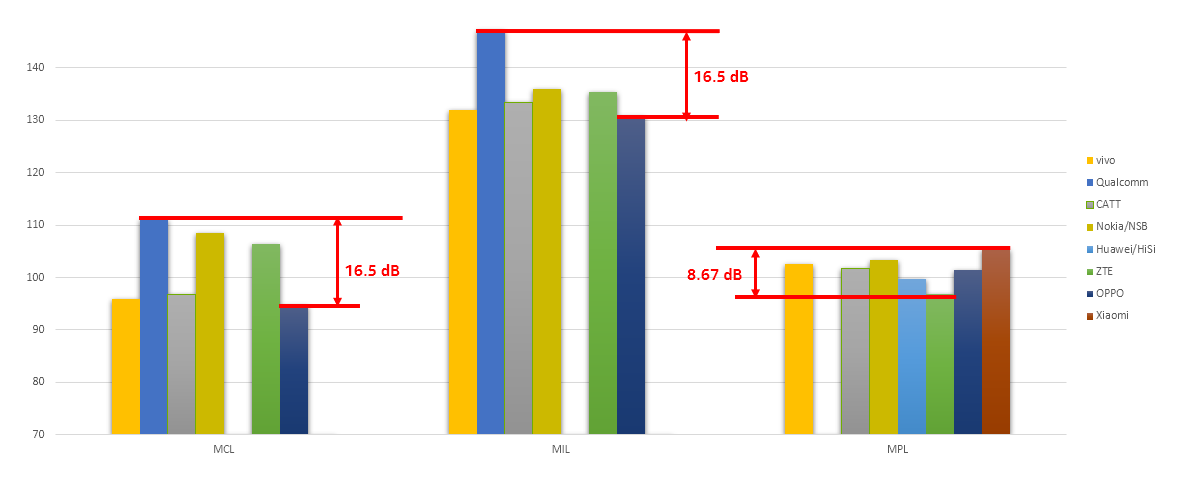 140
130
120
110
100
90
80
70
16.5 dB
16.5 dB
8.67 dB
MCL
MIL
MPL
vivo
Qualcomm
CATT
Nokia/NSB
Huawei/HiSi
ZTE
OPPO
Xiaomi